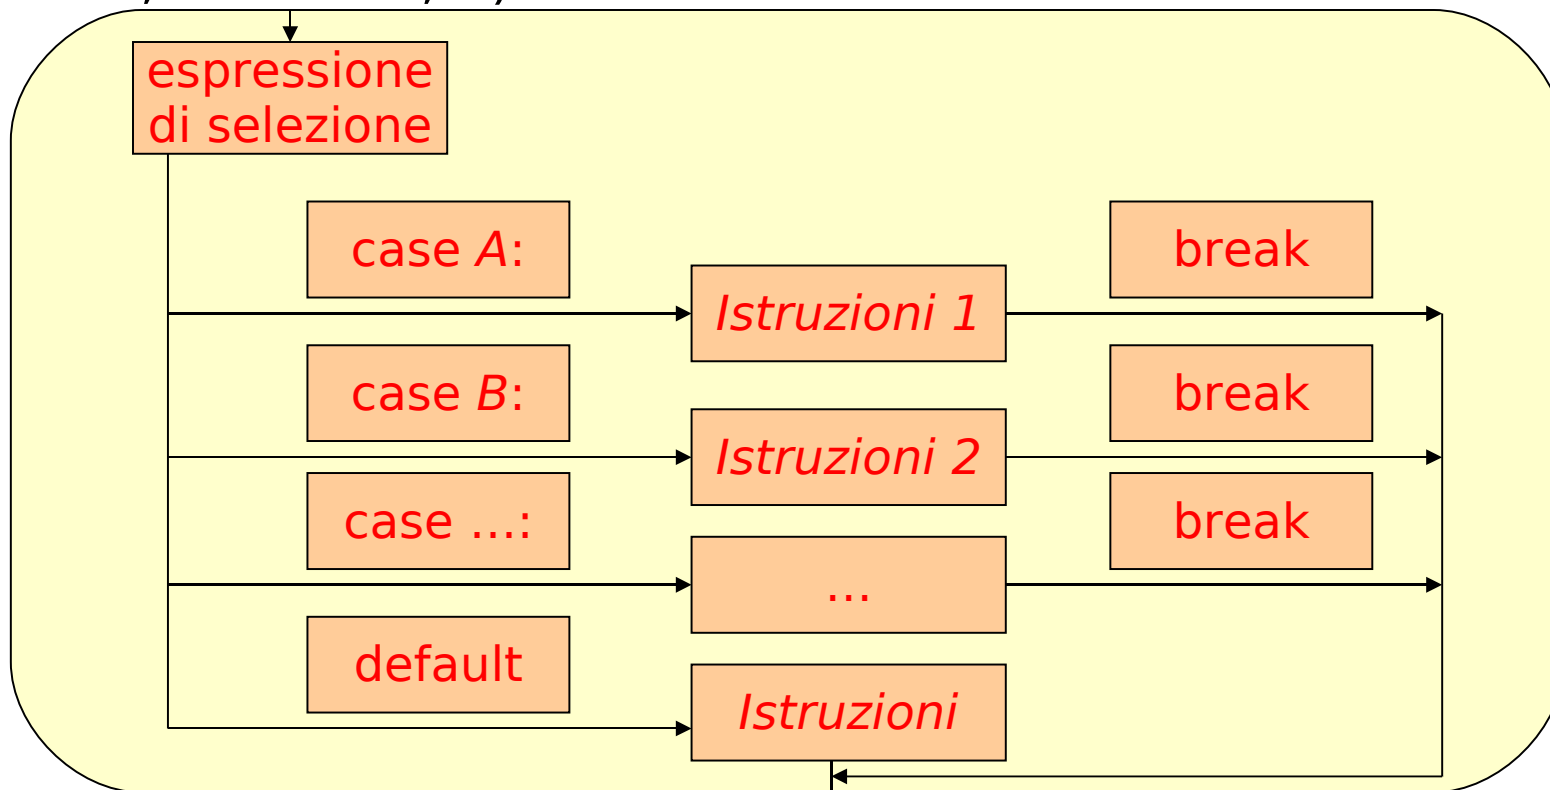 espressione
di selezione
case A:
break
Istruzioni 1
case B:
break
Istruzioni 2
case …:
break
…
default
Istruzioni